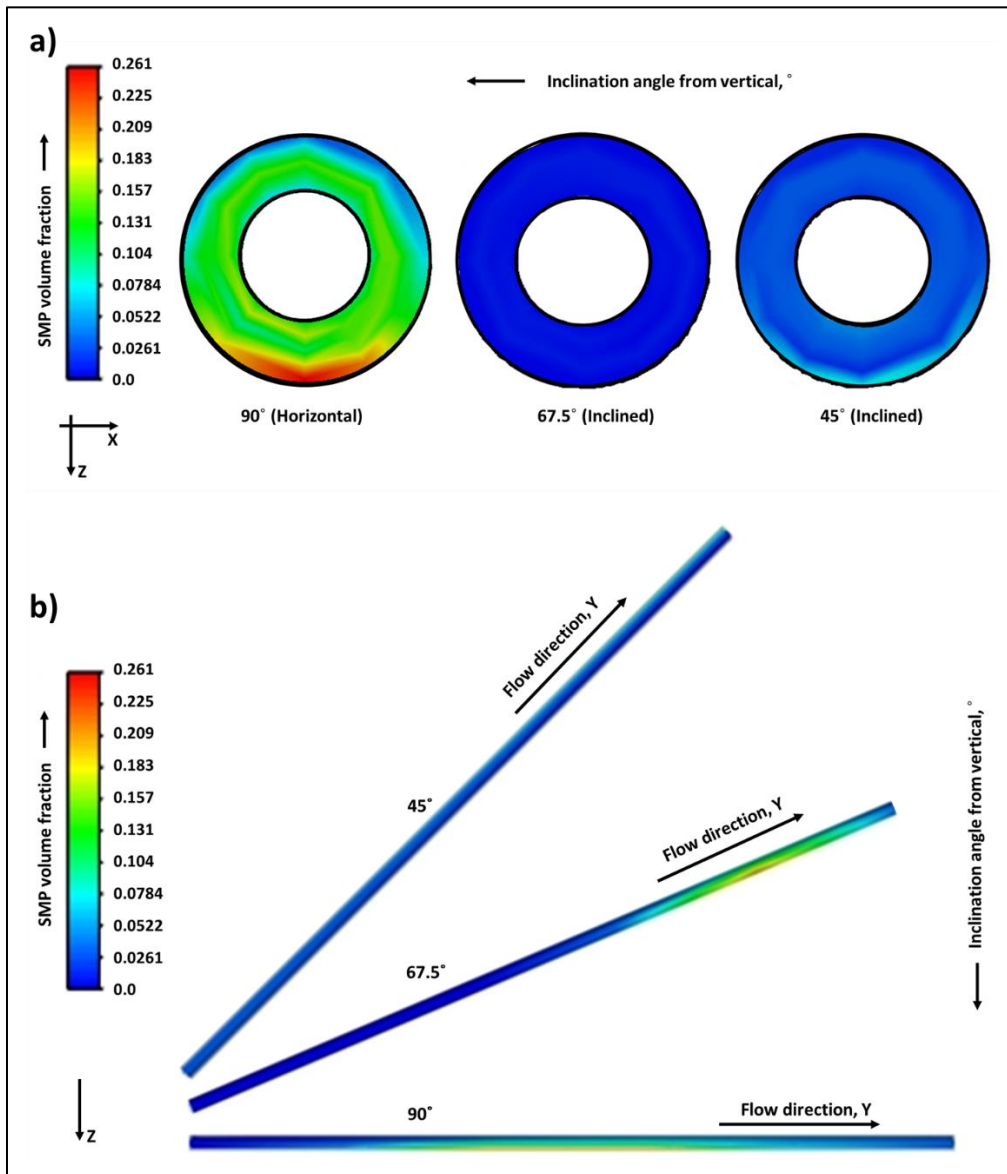 a)
0.261
0.225
0.209
0.183
0.157
0.131
0.104
0.0784
0.0522
0.0261
0.0
SMP volume fraction
Inclination angle from vertical, °
90° (Horizontal)
67.5° (Inclined)
45° (Inclined)
X
Z
b)
0.261
0.225
0.209
0.183
0.157
0.131
0.104
0.0784
0.0522
0.0261
0.0
SMP volume fraction
Flow direction, Y
45°
Flow direction, Y
67.5°
Inclination angle from vertical, °
90°
Flow direction, Y
Z